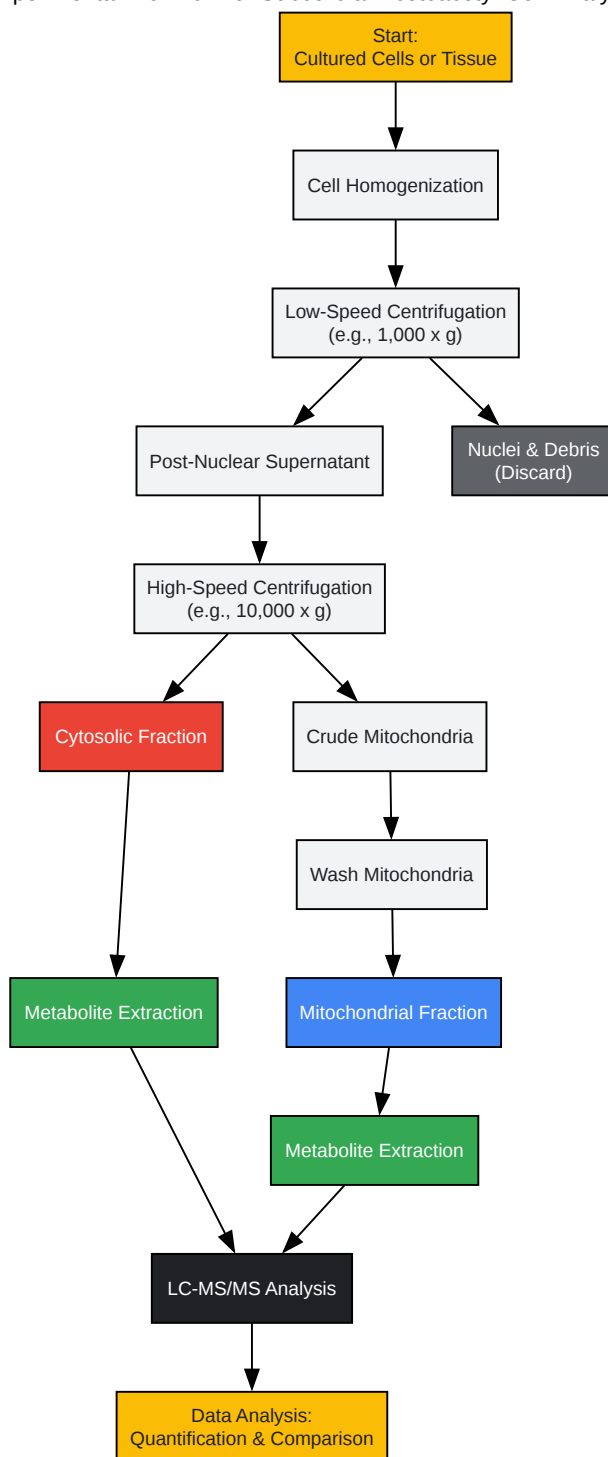 Start:
Cultured Cells or Tissue
Cell Homogenization
Low-Speed Centrifugation
(e.g., 1,000 x g)
Post-Nuclear Supernatant
Nuclei & Debris
(Discard)
High-Speed Centrifugation
(e.g., 10,000 x g)
Cytosolic Fraction
Crude Mitochondria
Wash Mitochondria
Metabolite Extraction
Mitochondrial Fraction
Metabolite Extraction
LC-MS/MS Analysis
Data Analysis:
Quantification & Comparison